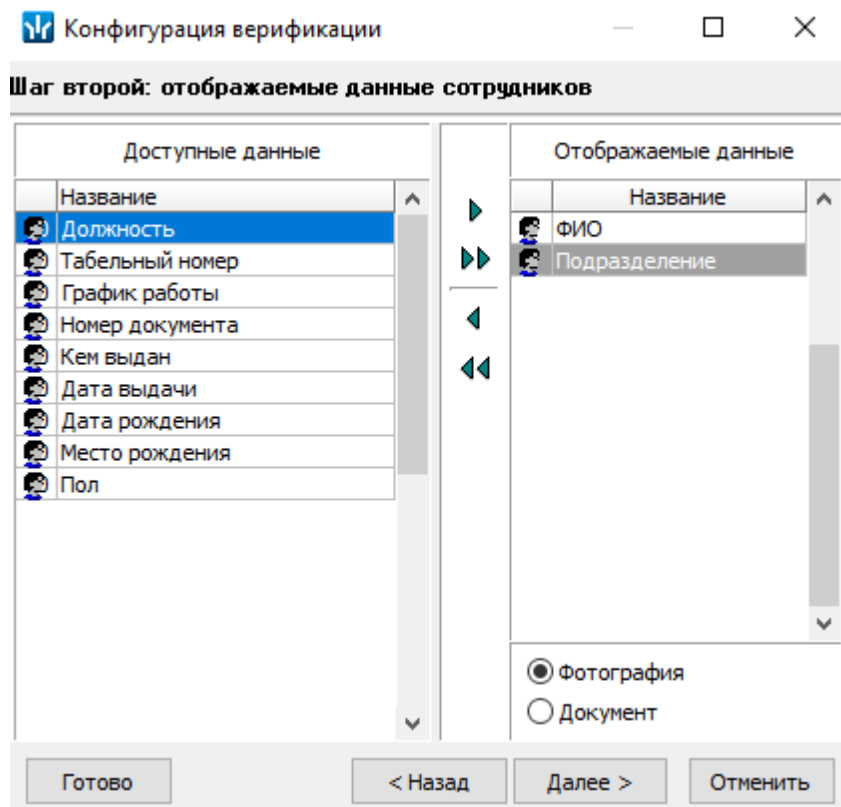 Конфигурация верификации
Шаг второй: отображаемые данные сотрудников
Доступные данные
Название
Должность
Табельный номер
График работы
Номер документа
Кем выдан
Дата выдачи
Дата рождения
Место рождения
Пол
Отображаемые данные
Название
ФИО
Подразделение
Фотография
Документ
Готово
< Назад
Далее >
Отменить